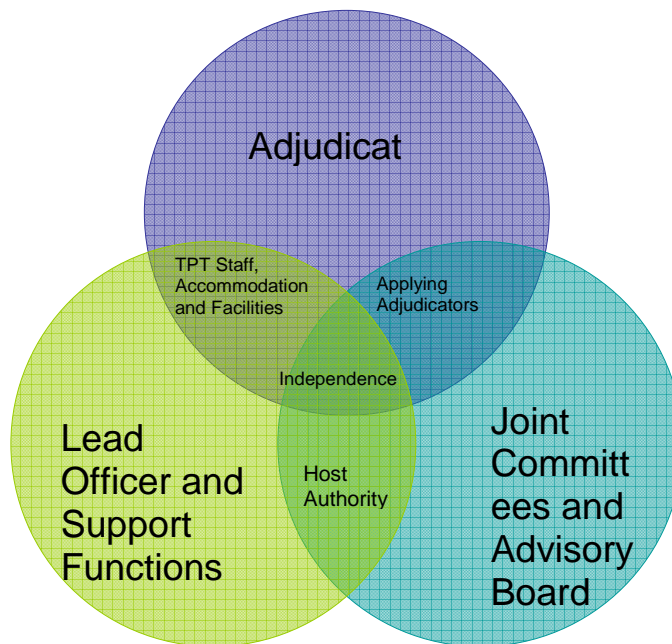 Adjudicat
TPT Staff,
Accommodation
and Facilities
Applying
Adjudicators
Independence
Lead
Officer and
Support
Functions
Host
Authority
Joint
Committ
ees and
Advisory
Board